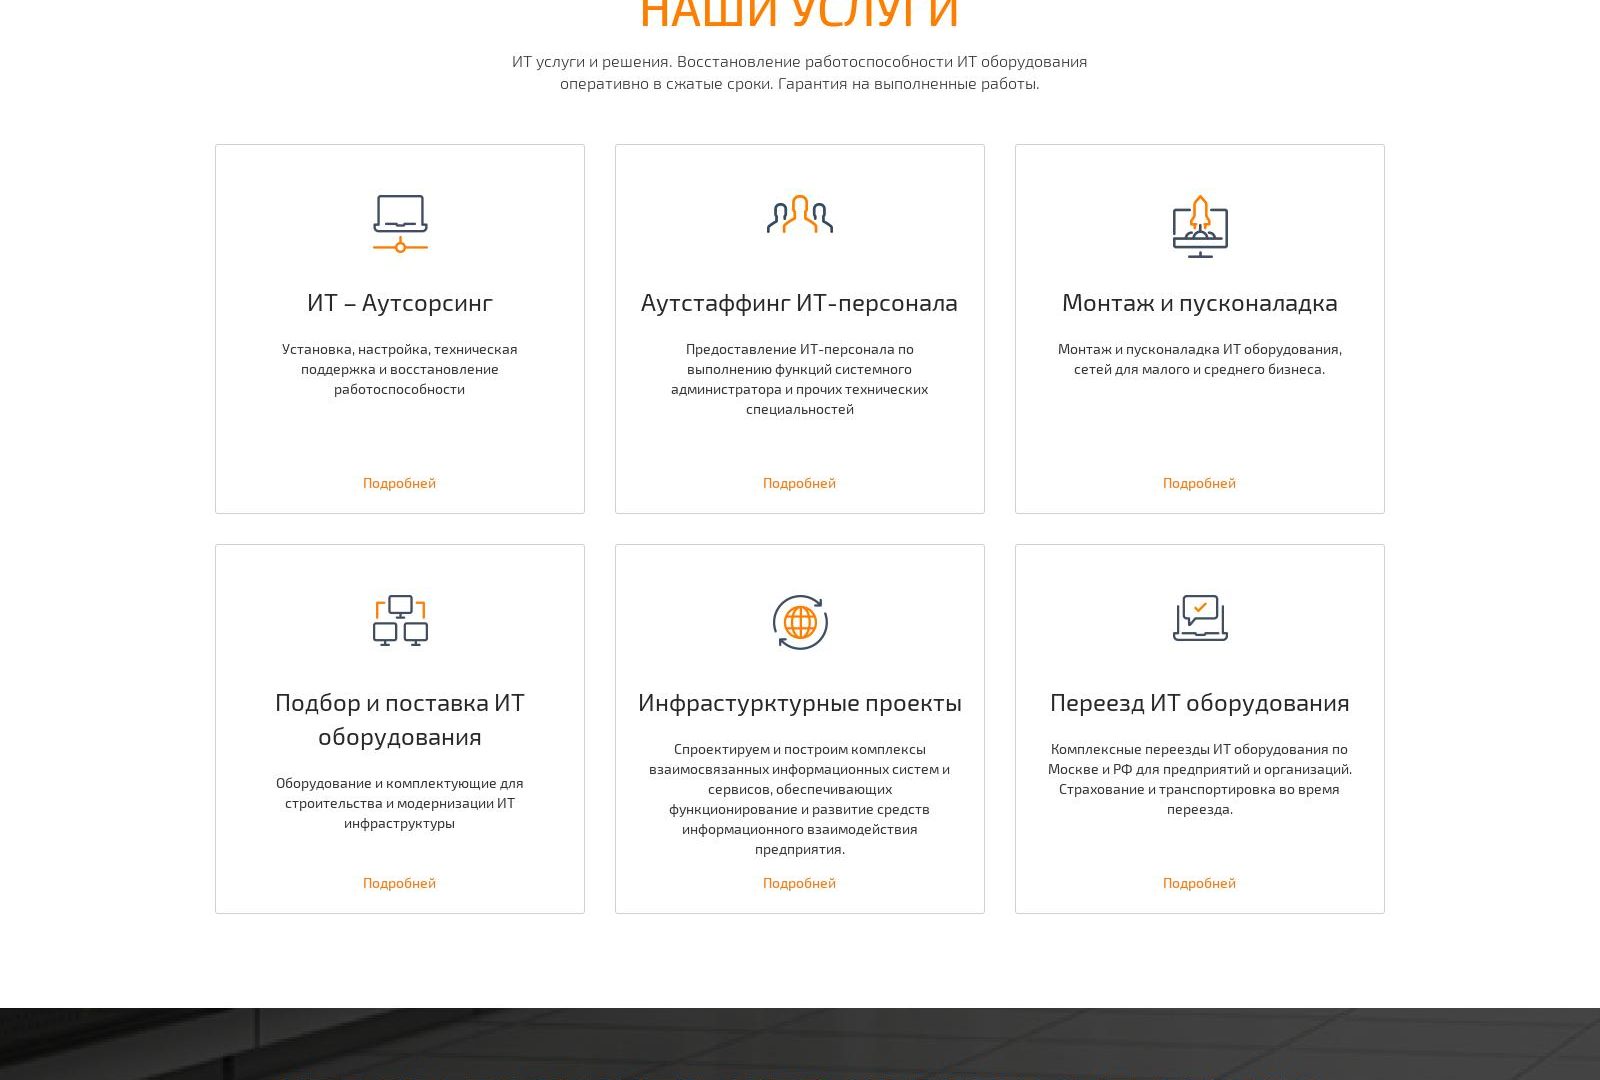 НАШИ УСЛУГИ
ИТ услуги и решения. Восстановление работоспособности ИТ оборудования
оперативно в сжатые сроки. Гарантия на выполненные работы.
ИТ – Аутсорсинг
Установка, настройка, техническая
поддержка и восстановление
работоспособности
Подробней
Аутстаффинг ИТ-персонала
Предоставление ИТ-персонала по
выполнению функций системного
администратора и прочих технических
специальностей
Подробней
Монтаж и пусконаладка
Монтаж и пусконаладка ИТ оборудования,
сетей для малого и среднего бизнеса.
Подробней
Подбор и поставка ИТ
оборудования
Оборудование и комплектующие для
строительства и модернизации ИТ
инфраструктуры
Подробней
Инфрастурктурные проекты
Спроектируем и построим комплексы
взаимосвязанных информационных систем и
сервисов, обеспечивающих
функционирование и развитие средств
информационного взаимодействия
предприятия.
Подробней
Переезд ИТ оборудования
Комплексные переезды ИТ оборудования по
Москве и РФ для предприятий и организаций.
Страхование и транспортировка во время
переезда.
Подробней